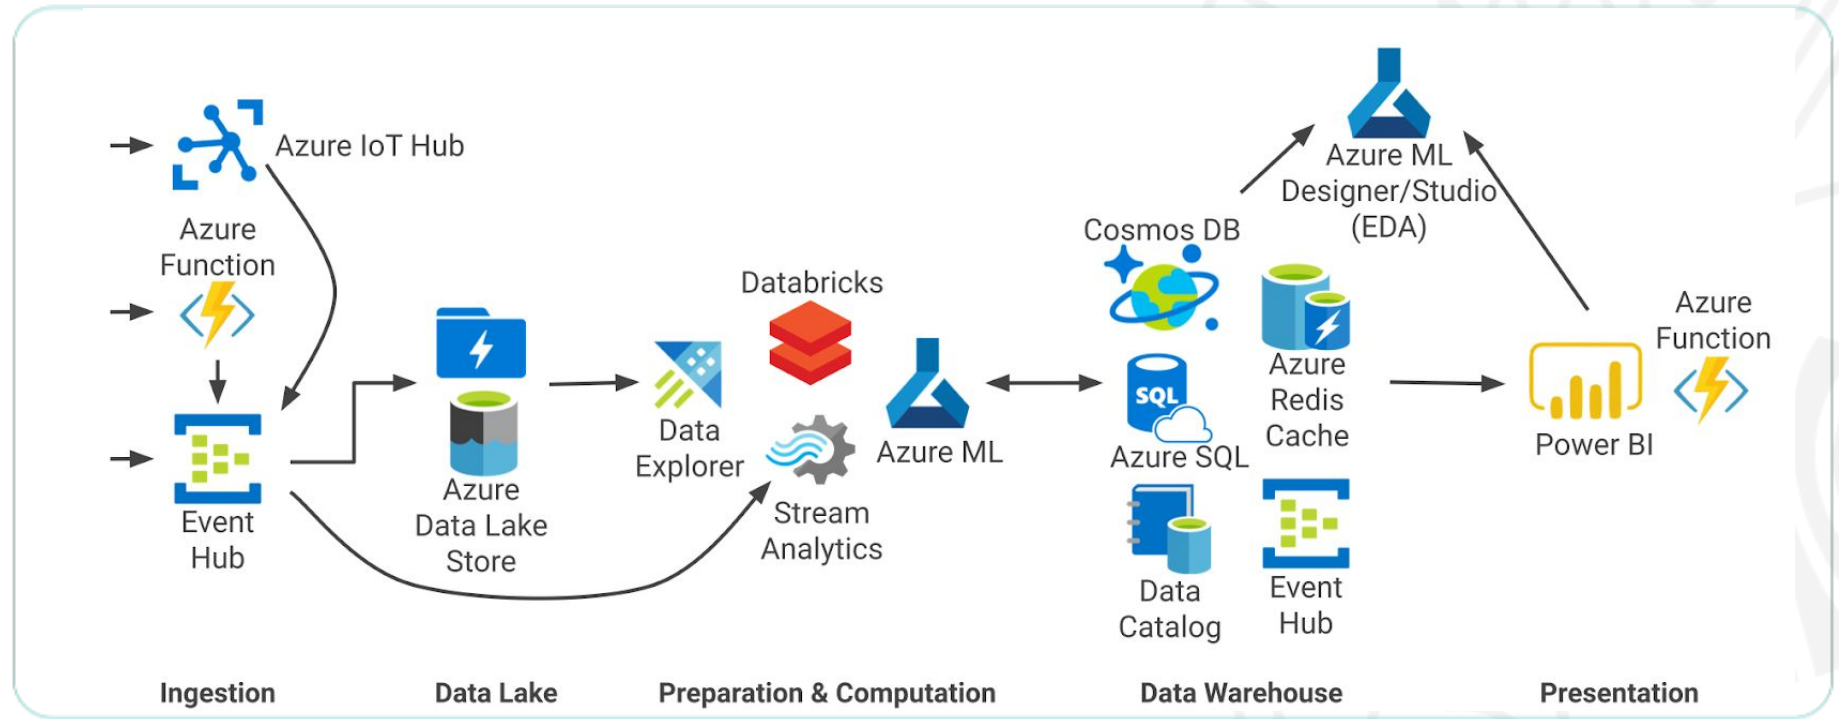 Azure IoT Hub
Azure
Function
Event
Hub
Azure
Data Lake
Store
Data
Explorer
Databricks
Stream
Analytics
Azure ML
Cosmos DB
SQL
Azure SQL
Data
Catalog
Azure
Redis
Cache
Event
Hub
Azure ML
Designer/Studio
(EDA)
Power BI
Azure
Function
Ingestion
Data Lake
Preparation & Computation
Data Warehouse
Presentation